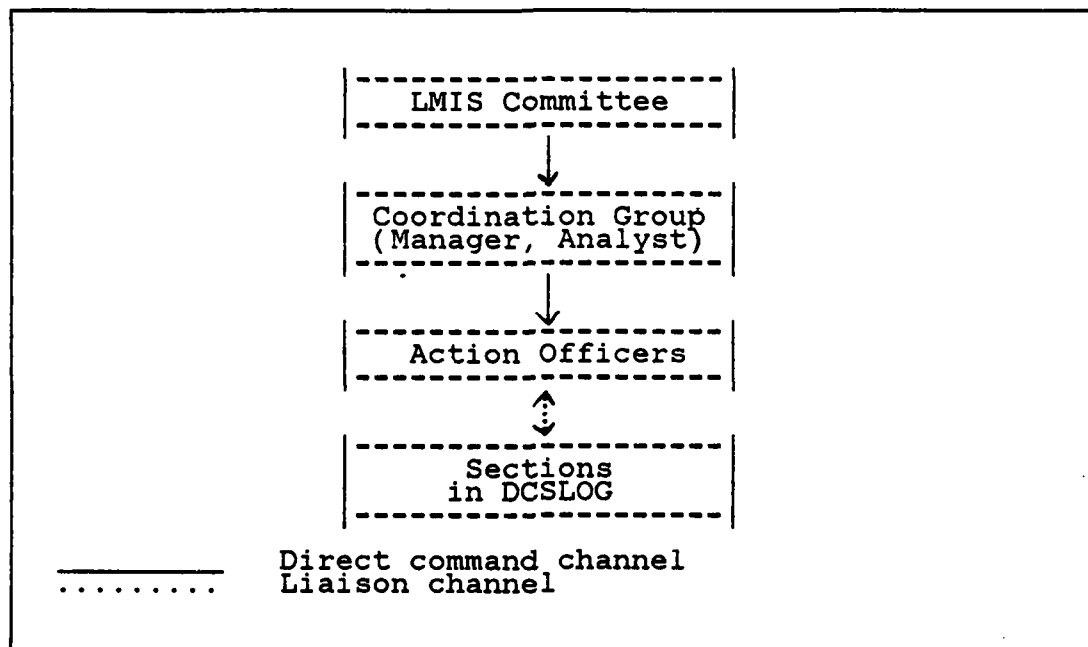 LMIS Committee
Coordination Group
(Manager, Analyst)
Action Officers
Sections
in DCSLOG
Direct command channel
Liaison channel